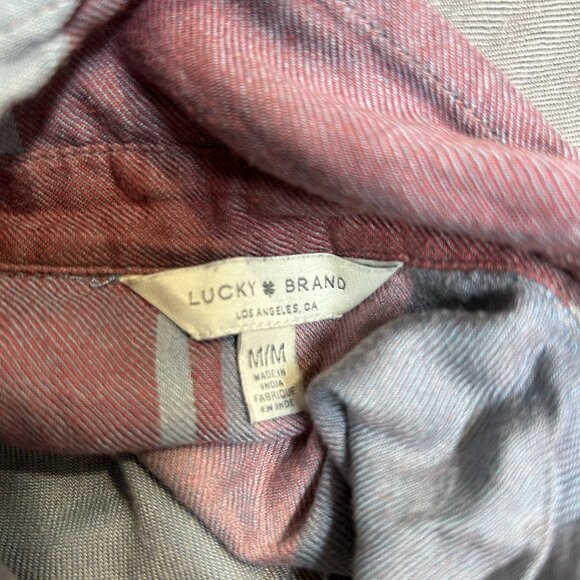 LUCKY BRAND
LOS ANGELES, CA
M/M
MADE IN
INDIA
FABRIQUE
EN INDE